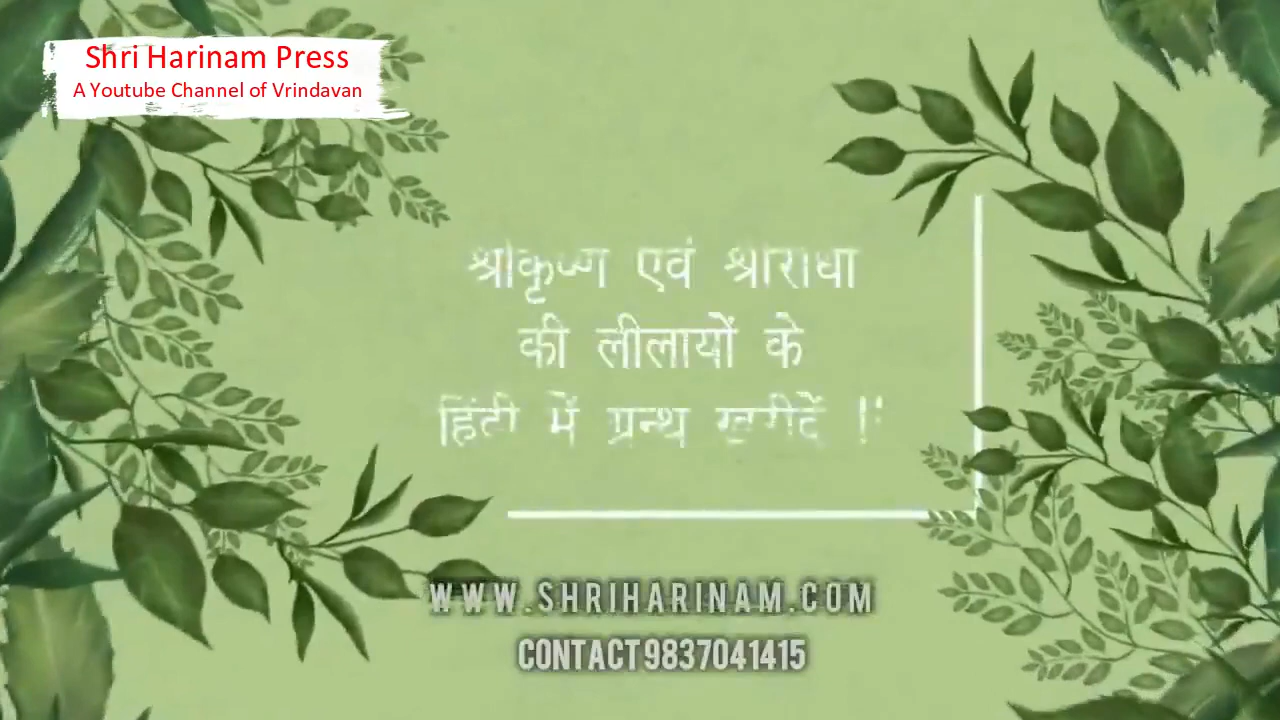 Shri Harinam Press
A Youtube Channel of Vrindavan
श्रीकृष्ण एवं श्रीराधा
की लीलायों के
हिंदी में ग्रन्थ खरीदें !!
WWW.SHRIHARINAM.COM
CONTACT 9837041415